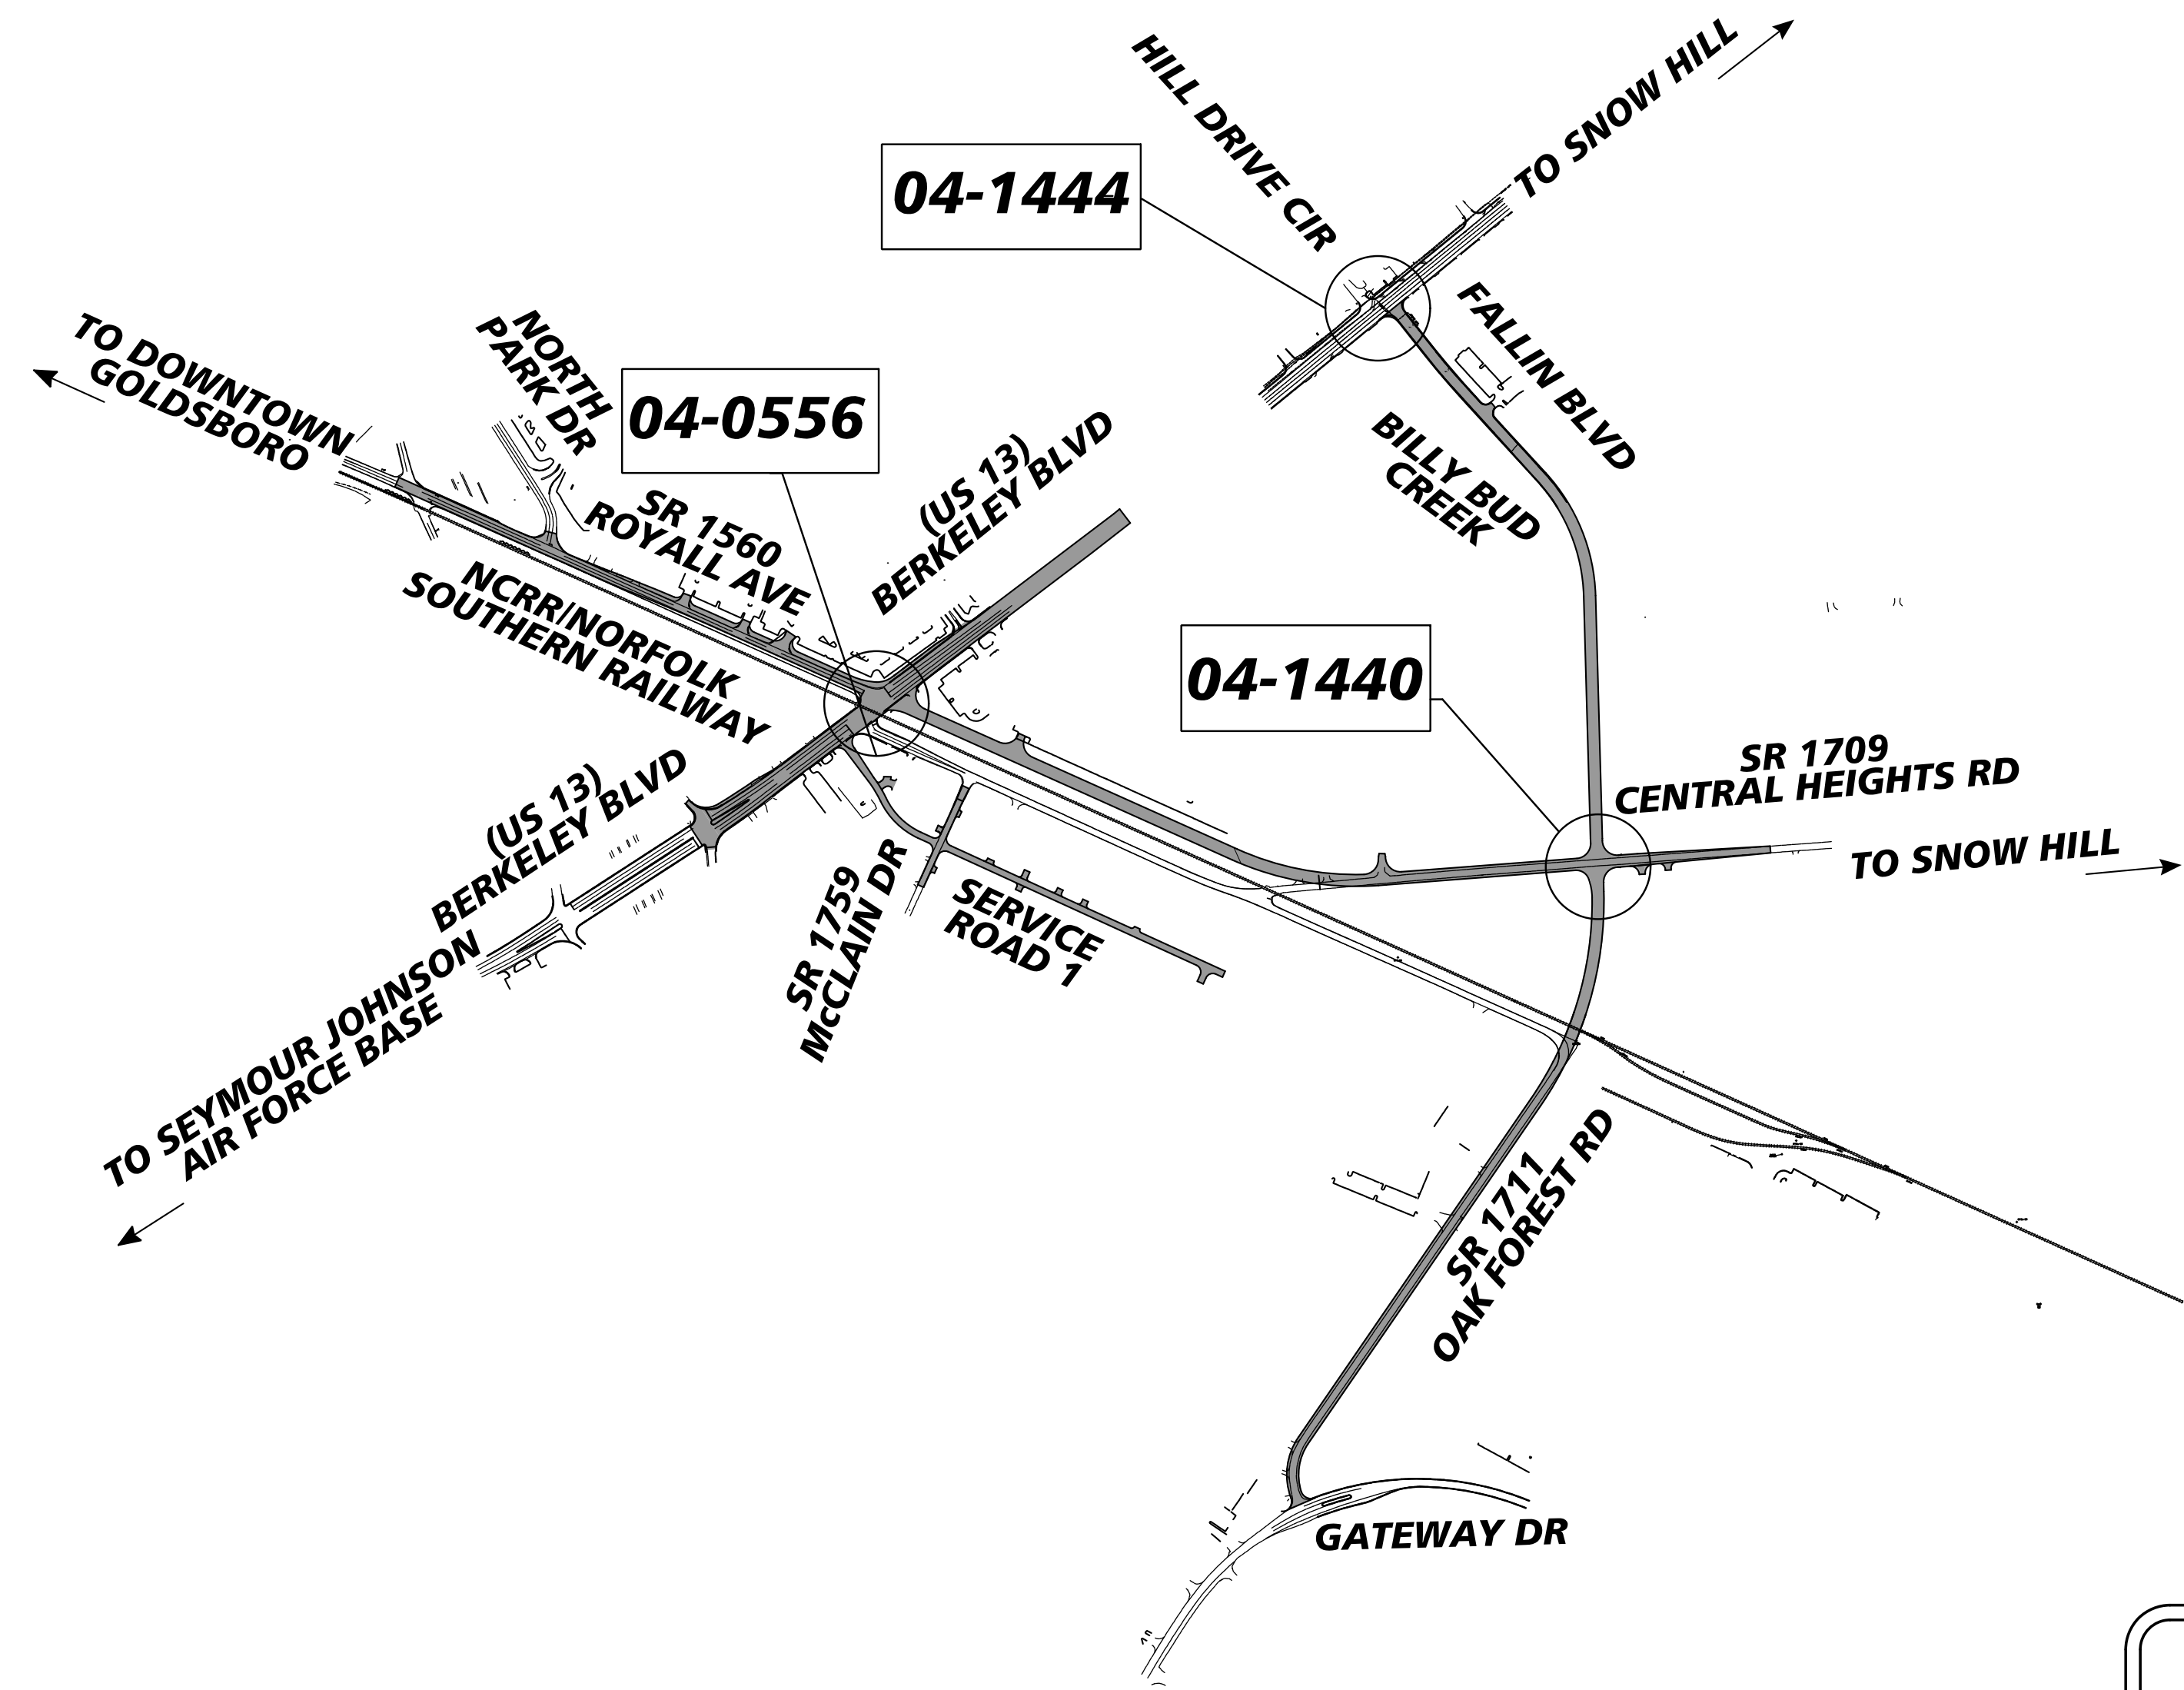 HILL DRIVE CIR
TO SNOW HILL
04-1444
FALLIN BLVD
TO DOWNTOWN
GOLDSBORO
NORTH
PARK DR
04-0556
(US 13)
BERKELEY BLVD
BILLY BUD
CREEK
SR 1560
ROYALL AVE
NCRR/NORFOLK
SOUTHERN RAILWAY
04-1440
SR 1709
CENTRAL HEIGHTS RD
TO SNOW HILL
(US 13)
BERKELEY BLVD
SR 1759
McCLAIN DR
SERVICE
ROAD 1
TO SEYMOUR JOHNSON
AIR FORCE BASE
SR 1711
OAK FOREST RD
GATEWAY DR